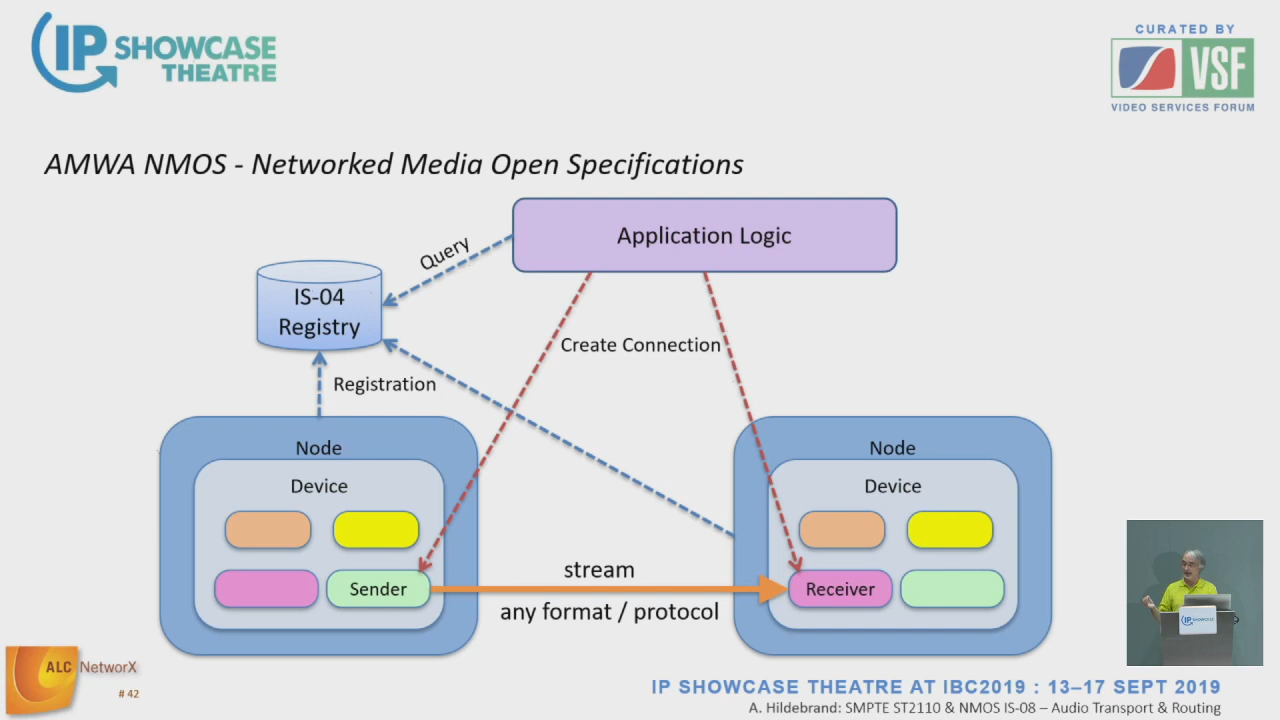 IP SHOWCASE
THEATRE
CURATED BY
VSF
VIDEO SERVICES FORUM
AMWA NMOS - Networked Media Open Specifications
Application Logic
Query
IS-04
Registry
Create Connection
Registration
Node
Device
Sender
stream
any format / protocol
Node
Device
Receiver
IP SHOWCASE
ALC NetworX
# 42
IP SHOWCASE THEATRE AT IBC2019 : 13–17 SEPT 2019
A. Hildebrand: SMPTE ST2110 & NMOS IS-08 – Audio Transport & Routing